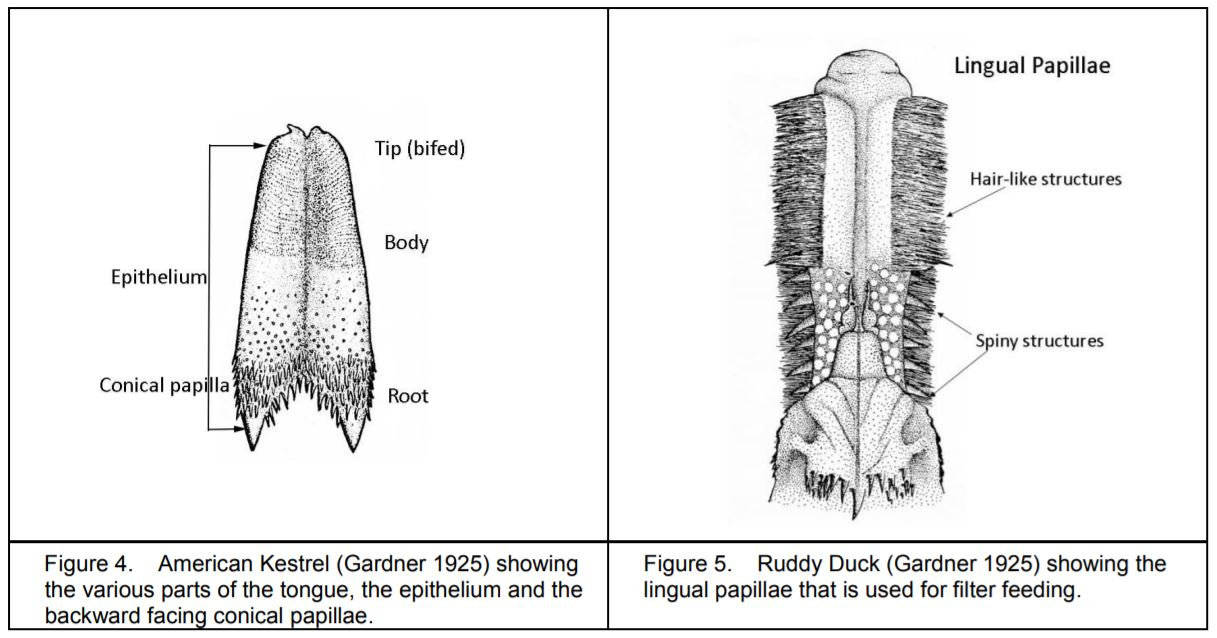 Tip (bifed)
Body
Epithelium
Conical papilla
Root
Lingual Papillae
Hair-like structures
Spiny structures
Figure 4. American Kestrel (Gardner 1925) showing
the various parts of the tongue, the epithelium and the
backward facing conical papillae.
Figure 5. Ruddy Duck (Gardner 1925) showing the
lingual papillae that is used for filter feeding.